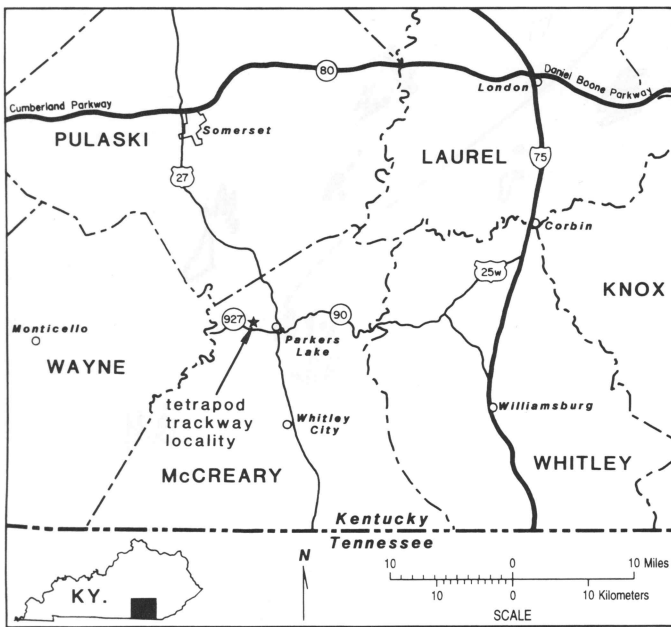 80
London
Daniel Boone Parkway
Cumberland Parkway
PULASKI
Somerset
LAUREL
75
27
Corbin
25w
KNOX
927
90
Monticello
Parkers
Lake
WAYNE
tetrapod
trackway
locality
Whitley
City
Williamsburg
McCREARY
WHITLEY
Kentucky
Tennessee
N
KY.
10 0 10 Miles
10 0 10 Kilometers
SCALE